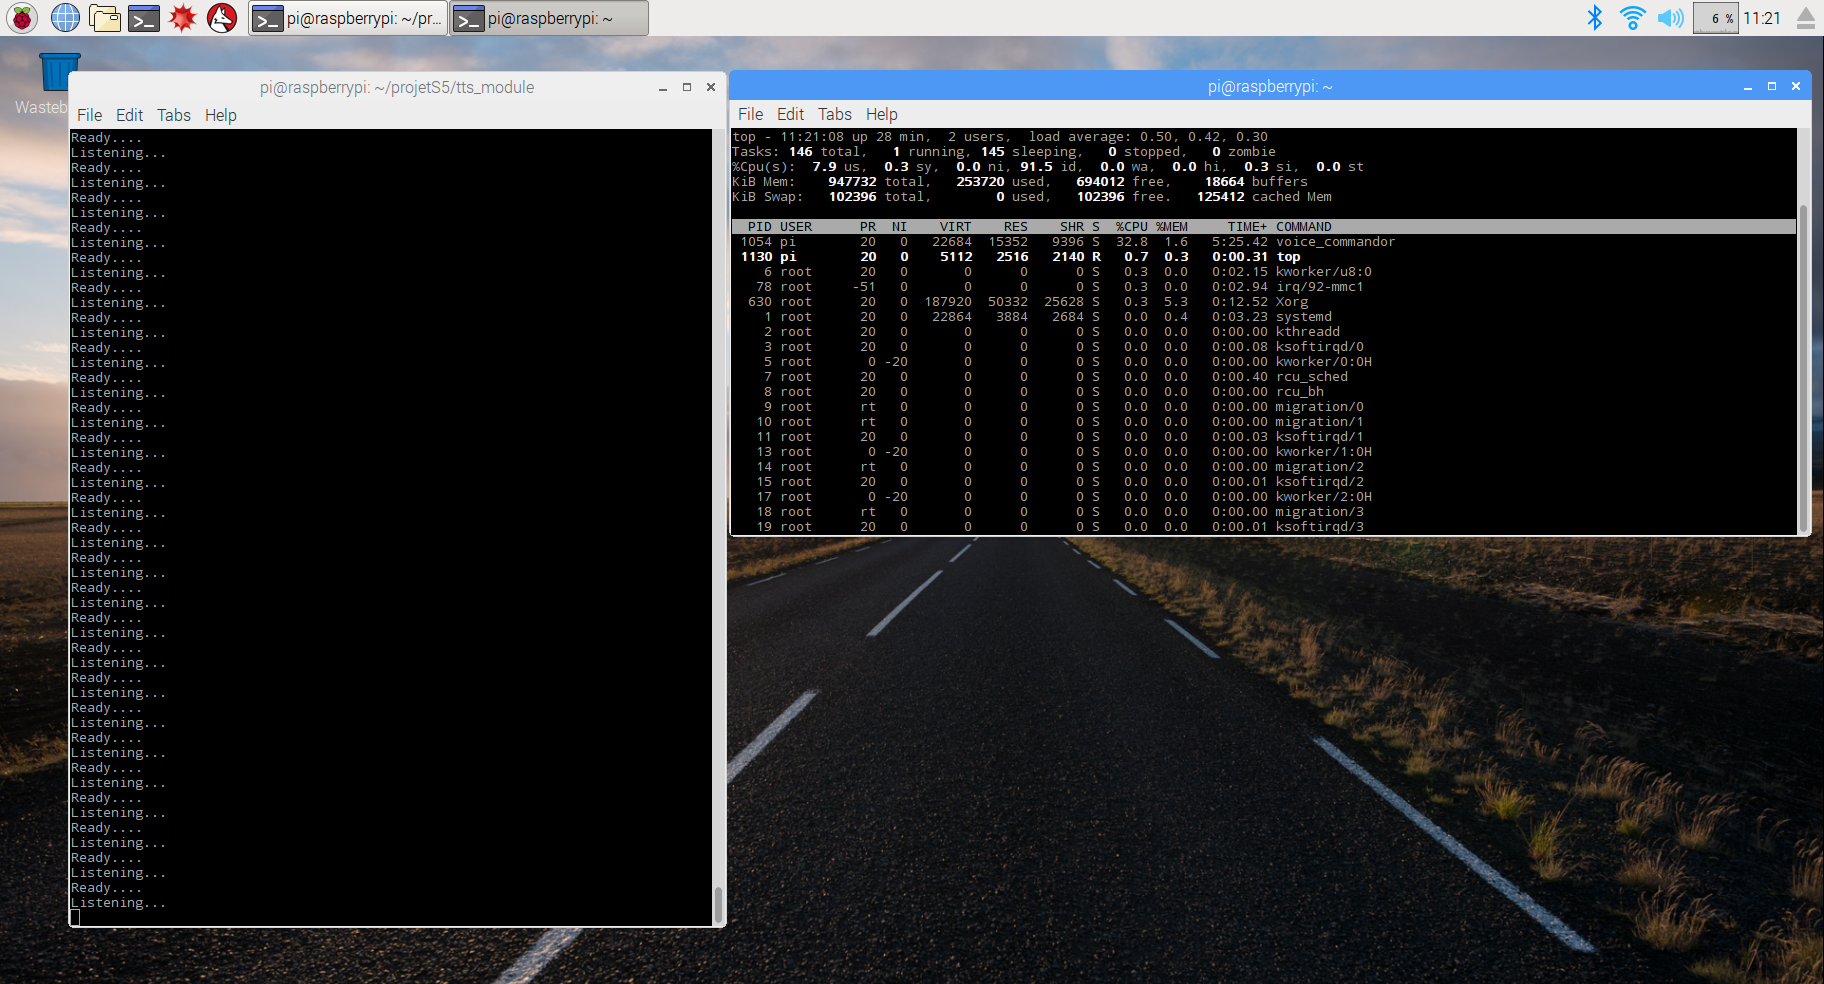 pi@raspberrypi: ~/pr...
pi@raspberrypi: ~
6 %
11:21
Wasteb
pi@raspberrypi: ~/projetS5/tts_module
File Edit Tabs Help
Ready....
Listening...
Ready....
Listening...
Ready....
Listening...
Ready....
Listening...
Ready....
Listening...
Ready....
Listening...
Ready....
Listening...
Ready....
Listening...
Ready....
Listening...
Ready....
Listening...
Ready....
Listening...
Ready....
Listening...
Ready....
Listening...
Ready....
Listening...
Ready....
Listening...
Ready....
Listening...
Ready....
Listening...
Ready....
Listening...
Ready....
Listening...
Ready....
Listening...
Ready....
Listening...
Ready....
Listening...
Ready....
Listening...
Ready....
Listening...
Ready....
Listening...
Ready....
Listening...
pi@raspberrypi: ~
File Edit Tabs Help
top - 11:21:08 up 28 min,  2 users,  load average: 0.50, 0.42, 0.30
Tasks: 146 total,   1 running, 145 sleeping,   0 stopped,   0 zombie
%Cpu(s):  7.9 us,  0.3 sy,  0.0 ni, 91.5 id,  0.0 wa,  0.0 hi,  0.3 si,  0.0 st
KiB Mem:    947732 total,   253720 used,   694012 free,    18664 buffers
KiB Swap:   102396 total,        0 used,   102396 free.   125412 cached Mem
PID USER      PR  NI    VIRT    RES    SHR S  %CPU %MEM     TIME+ COMMAND
1054 pi        20   0   22684  15352   9396 S  32.8  1.6   5:25.42 voice_commandor
1130 pi        20   0    5112   2516   2140 R   0.7  0.3   0:00.31 top
6 root      20   0       0      0      0 S   0.3  0.0   0:02.15 kworker/u8:0
78 root     -51   0       0      0      0 S   0.3  0.0   0:02.94 irq/92-mmc1
630 root      20   0  187920  50332  25628 S   0.3  5.3   0:12.52 Xorg
1 root      20   0   22864   3884   2684 S   0.0  0.4   0:03.23 systemd
2 root      20   0       0      0      0 S   0.0  0.0   0:00.00 kthreadd
3 root      20   0       0      0      0 S   0.0  0.0   0:00.08 ksoftirqd/0
5 root       0 -20       0      0      0 S   0.0  0.0   0:00.00 kworker/0:0H
7 root      20   0       0      0      0 S   0.0  0.0   0:00.40 rcu_sched
8 root      20   0       0      0      0 S   0.0  0.0   0:00.00 rcu_bh
9 root      rt   0       0      0      0 S   0.0  0.0   0:00.00 migration/0
10 root      rt   0       0      0      0 S   0.0  0.0   0:00.00 migration/1
11 root      20   0       0      0      0 S   0.0  0.0   0:00.03 ksoftirqd/1
13 root       0 -20       0      0      0 S   0.0  0.0   0:00.00 kworker/1:0H
14 root      rt   0       0      0      0 S   0.0  0.0   0:00.00 migration/2
15 root      20   0       0      0      0 S   0.0  0.0   0:00.01 ksoftirqd/2
17 root       0 -20       0      0      0 S   0.0  0.0   0:00.00 kworker/2:0H
18 root      rt   0       0      0      0 S   0.0  0.0   0:00.00 migration/3
19 root      20   0       0      0      0 S   0.0  0.0   0:00.01 ksoftirqd/3